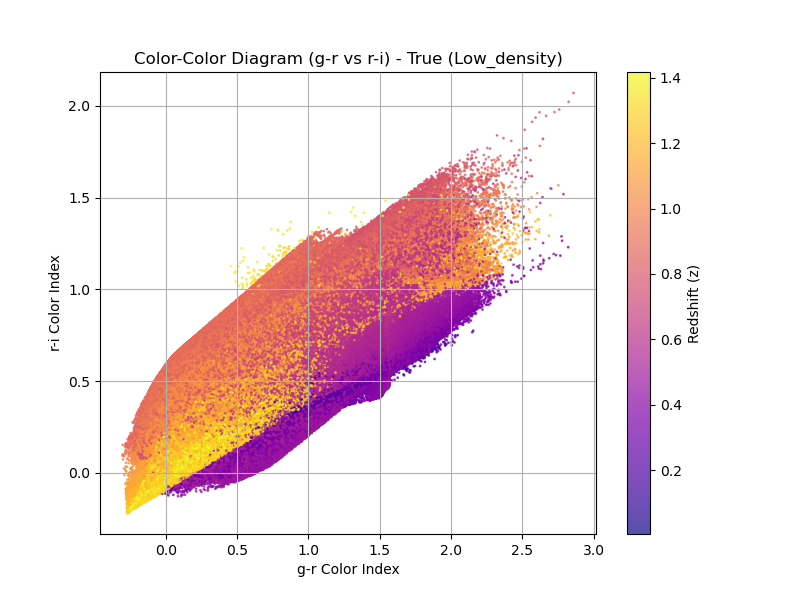 Color-Color Diagram (g-r vs r-i) - True (Low_density)
r-i Color Index
2.0
1.5
1.0
0.5
0.0
0.0 0.5 1.0 1.5 2.0 2.5 3.0
g-r Color Index
1.4
1.2
1.0
0.8
0.6
0.4
0.2
Redshift (z)